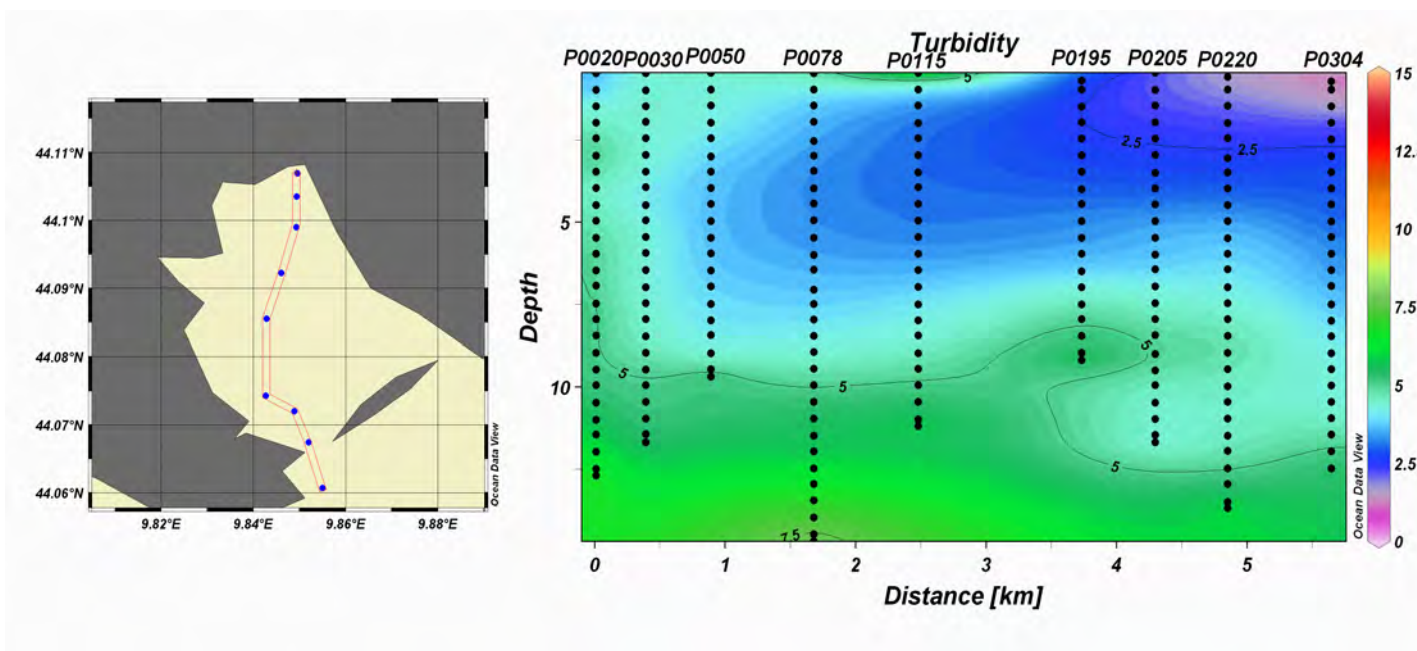 Turbidity
P0020 P0030 P0050 P0078 P0115 P0195 P0205 P0220 P0304
44.11°N
44.1°N
44.09°N
44.08°N
44.07°N
44.06°N
9.82°E 9.84°E 9.86°E 9.88°E
Ocean Data View
Depth
5
10
5
2.5
2.5
5
5
5
5
7.5
0 1 2 3 4 5
Distance [km]
Ocean Data View
15
12.5
10
7.5
5
2.5
0